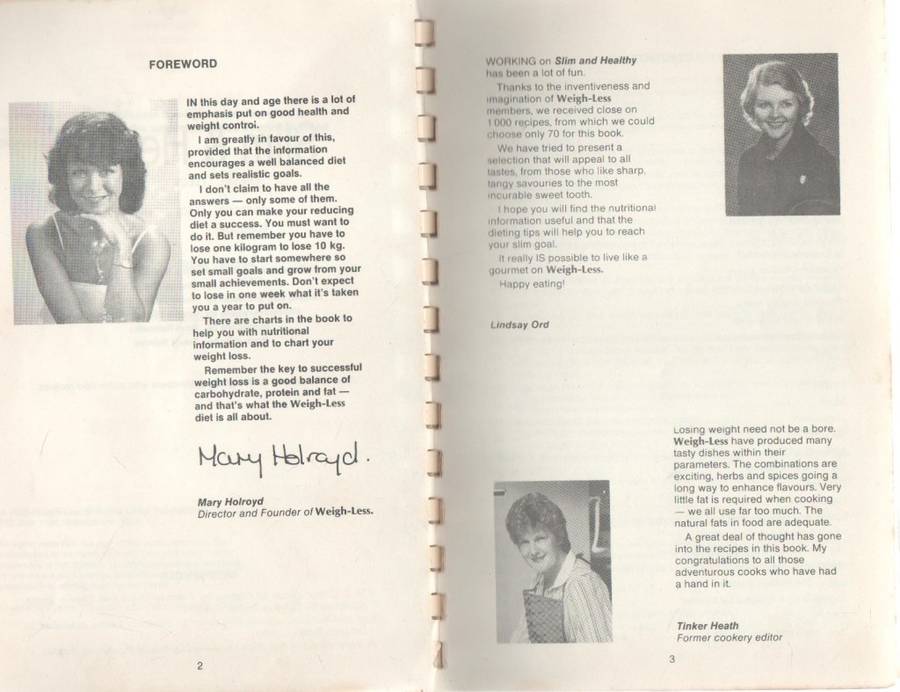 FOREWORD
IN this day and age there is a lot of
emphasis put on good health and
weight control.
I am greatly in favour of this,
provided that the information
encourages a well balanced diet
and sets realistic goals.
I don't claim to have all the
answers — only some of them.
Only you can make your reducing
diet a success. You must want to
do it. But remember you have to
lose one kilogram to lose 10 kg.
You have to start somewhere so
set small goals and grow from your
small achievements. Don't expect
to lose in one week what it's taken
you a year to put on.
There are charts in the book to
help you with nutritional
information and to chart your
weight loss.
Remember the key to successful
weight loss is a good balance of
carbohydrate, protein and fat —
and that's what the Weigh-Less
diet is all about.
Mary Holroyd.
Mary Holroyd
Director and Founder of Weigh-Less.
2
WORKING on Slim and Healthy
has been a lot of fun.
Thanks to the inventiveness and
imagination of Weigh-Less
members, we received close on
1 000 recipes, from which we could
choose only 70 for this book.
We have tried to present a
selection that will appeal to all
tastes, from those who like sharp,
tangy savouries to the most
incurable sweet tooth.
I hope you will find the nutritional
information useful and that the
dieting tips will help you to reach
your slim goal.
It really IS possible to live like a
gourmet on Weigh-Less.
Happy eating!
Lindsay Ord
Losing weight need not be a bore.
Weigh-Less have produced many
tasty dishes within their
parameters. The combinations are
exciting, herbs and spices going a
long way to enhance flavours. Very
little fat is required when cooking
— we all use far too much. The
natural fats in food are adequate.
A great deal of thought has gone
into the recipes in this book. My
congratulations to all those
adventurous cooks who have had
a hand in it.
Tinker Heath
Former cookery editor
3